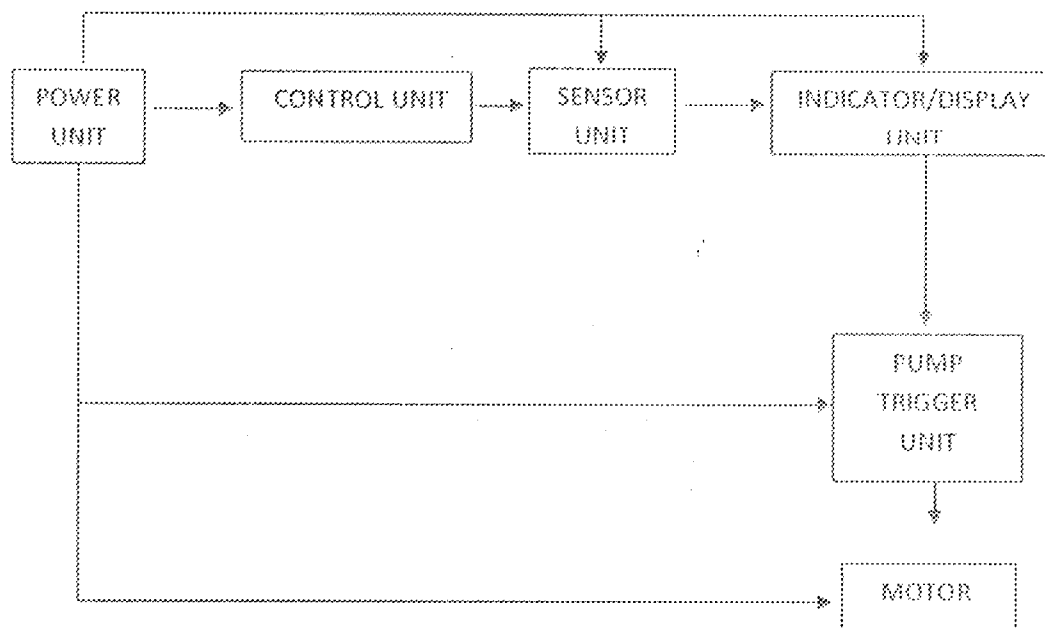 POWER
UNIT
CONTROL UNIT
SENSOR
UNIT
INDICATOR/DISPLAY
UNIT
PUMP
TRIGGER
UNIT
MOTOR